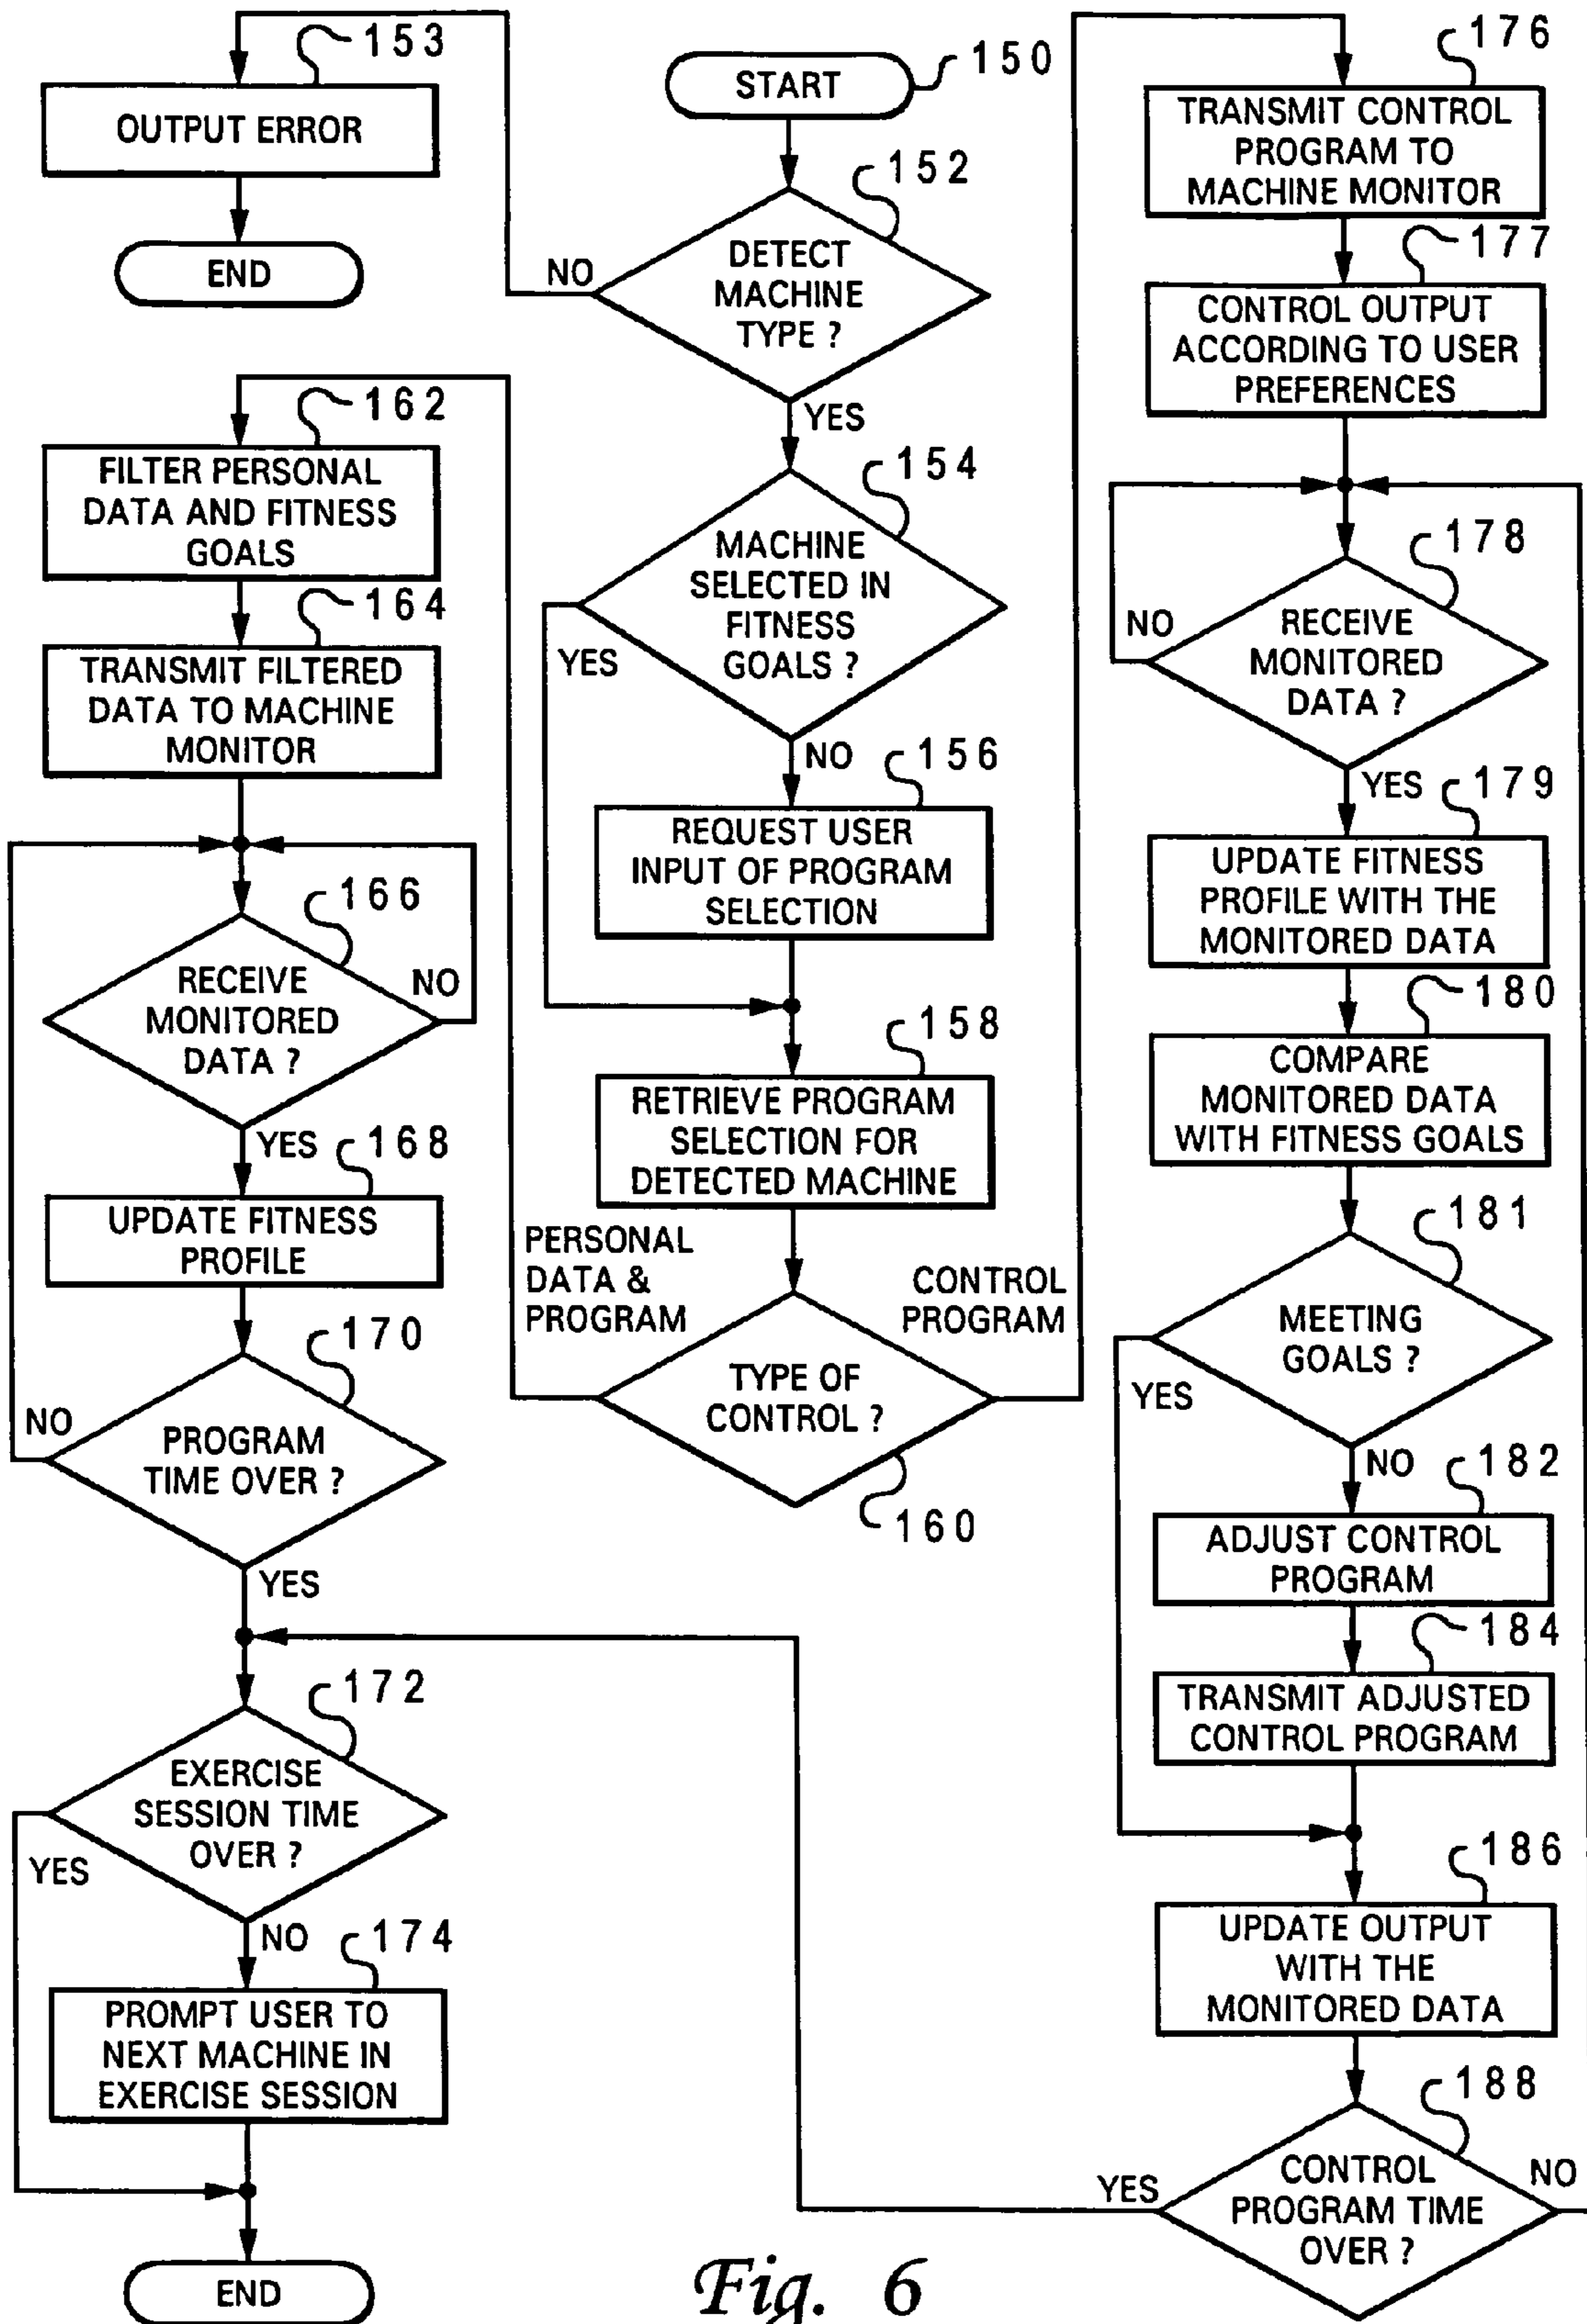 START
150
DETECT
MACHINE
TYPE ?
152
NO
YES
153
OUTPUT ERROR
END
MACHINE
SELECTED IN
FITNESS
GOALS ?
154
YES
NO
156
REQUEST USER
INPUT OF PROGRAM
SELECTION
158
RETRIEVE PROGRAM
SELECTION FOR
DETECTED MACHINE
PERSONAL
DATA &
PROGRAM
CONTROL
PROGRAM
TYPE OF
CONTROL ?
160
162
FILTER PERSONAL
DATA AND FITNESS
GOALS
164
TRANSMIT FILTERED
DATA TO MACHINE
MONITOR
166
RECEIVE
MONITORED
DATA ?
NO
YES
168
UPDATE FITNESS
PROFILE
170
PROGRAM
TIME OVER ?
NO
YES
172
EXERCISE
SESSION TIME
OVER ?
YES
NO
174
PROMPT USER TO
NEXT MACHINE IN
EXERCISE SESSION
END
176
TRANSMIT CONTROL
PROGRAM TO
MACHINE MONITOR
177
CONTROL OUTPUT
ACCORDING TO USER
PREFERENCES
178
RECEIVE
MONITORED
DATA ?
NO
YES
179
UPDATE FITNESS
PROFILE WITH THE
MONITORED DATA
180
COMPARE
MONITORED DATA
WITH FITNESS GOALS
181
MEETING
GOALS ?
YES
NO
182
ADJUST CONTROL
PROGRAM
184
TRANSMIT ADJUSTED
CONTROL PROGRAM
186
UPDATE OUTPUT
WITH THE
MONITORED DATA
188
CONTROL
PROGRAM TIME
OVER ?
YES
NO
Fig. 6